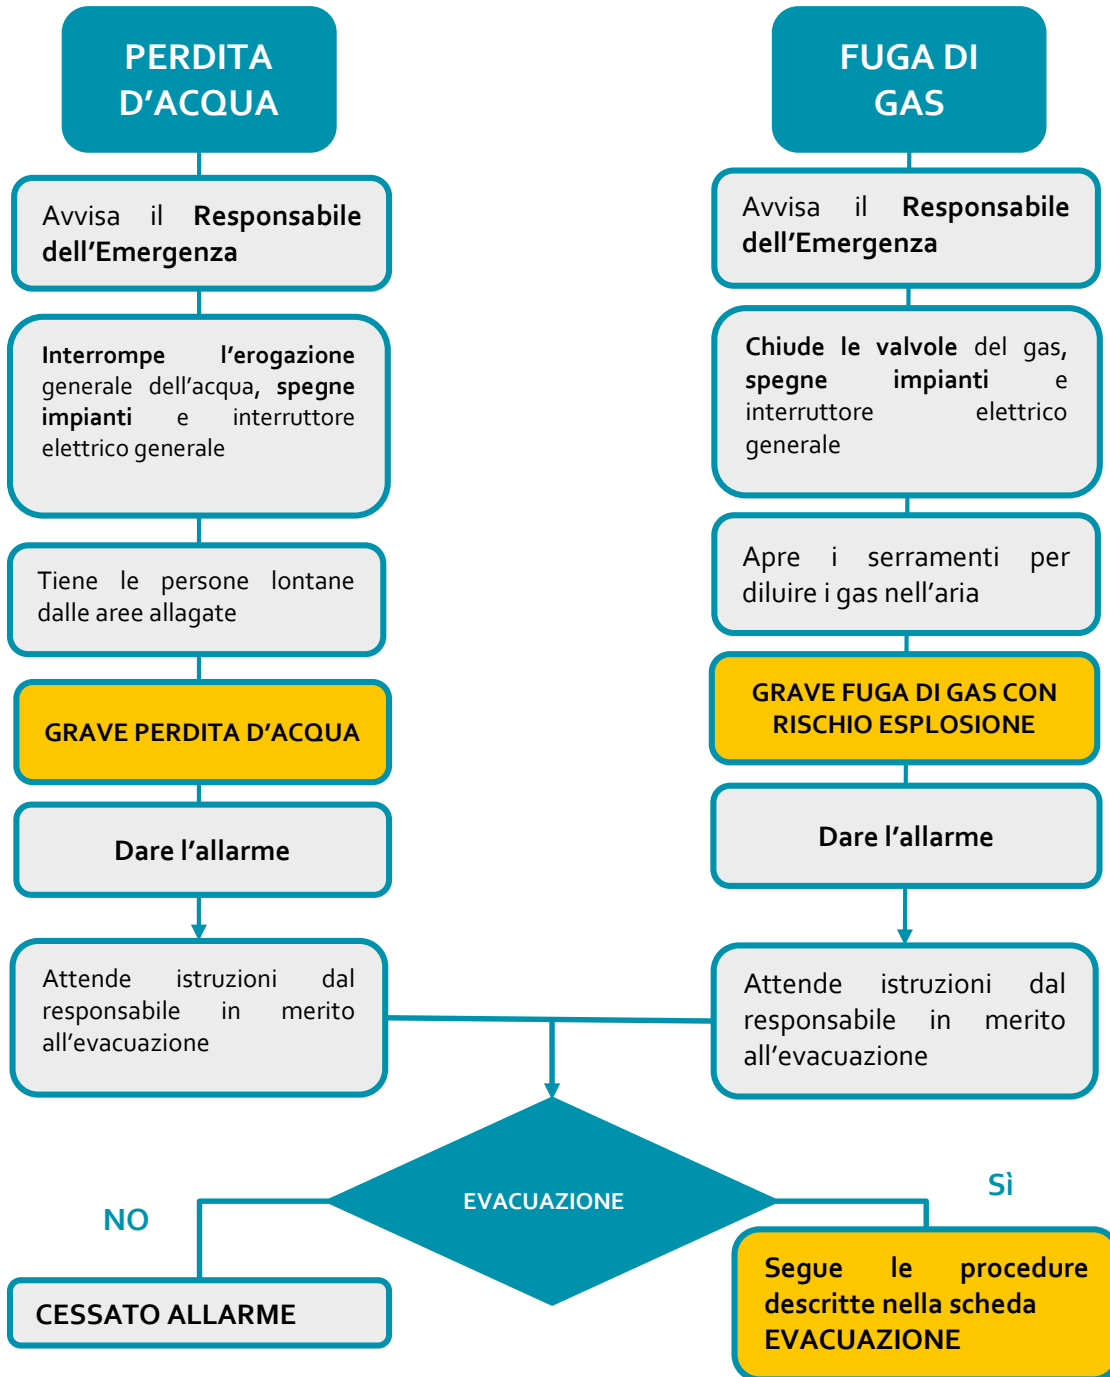 PERDITA
D’ACQUA
Avvisa il Responsabile
dell’Emergenza
Interrompe l’erogazione
generale dell’acqua, spegne
impianti e interruttore
elettrico generale
Tiene le persone lontane
dalle aree allagate
GRAVE PERDITA D’ACQUA
Dare l’allarme
Attende istruzioni dal
responsabile in merito
all’evacuazione
FUGA DI
GAS
Avvisa il Responsabile
dell’Emergenza
Chiude le valvole del gas,
spegne impianti e
interruttore elettrico
generale
Apre i serramenti per
diluire i gas nell’aria
GRAVE FUGA DI GAS CON
RISCHIO ESPLOSIONE
Dare l’allarme
Attende istruzioni dal
responsabile in merito
all’evacuazione
EVACUAZIONE
NO
CESSATO ALLARME
Sì
Segue le procedure
descritte nella scheda
EVACUAZIONE